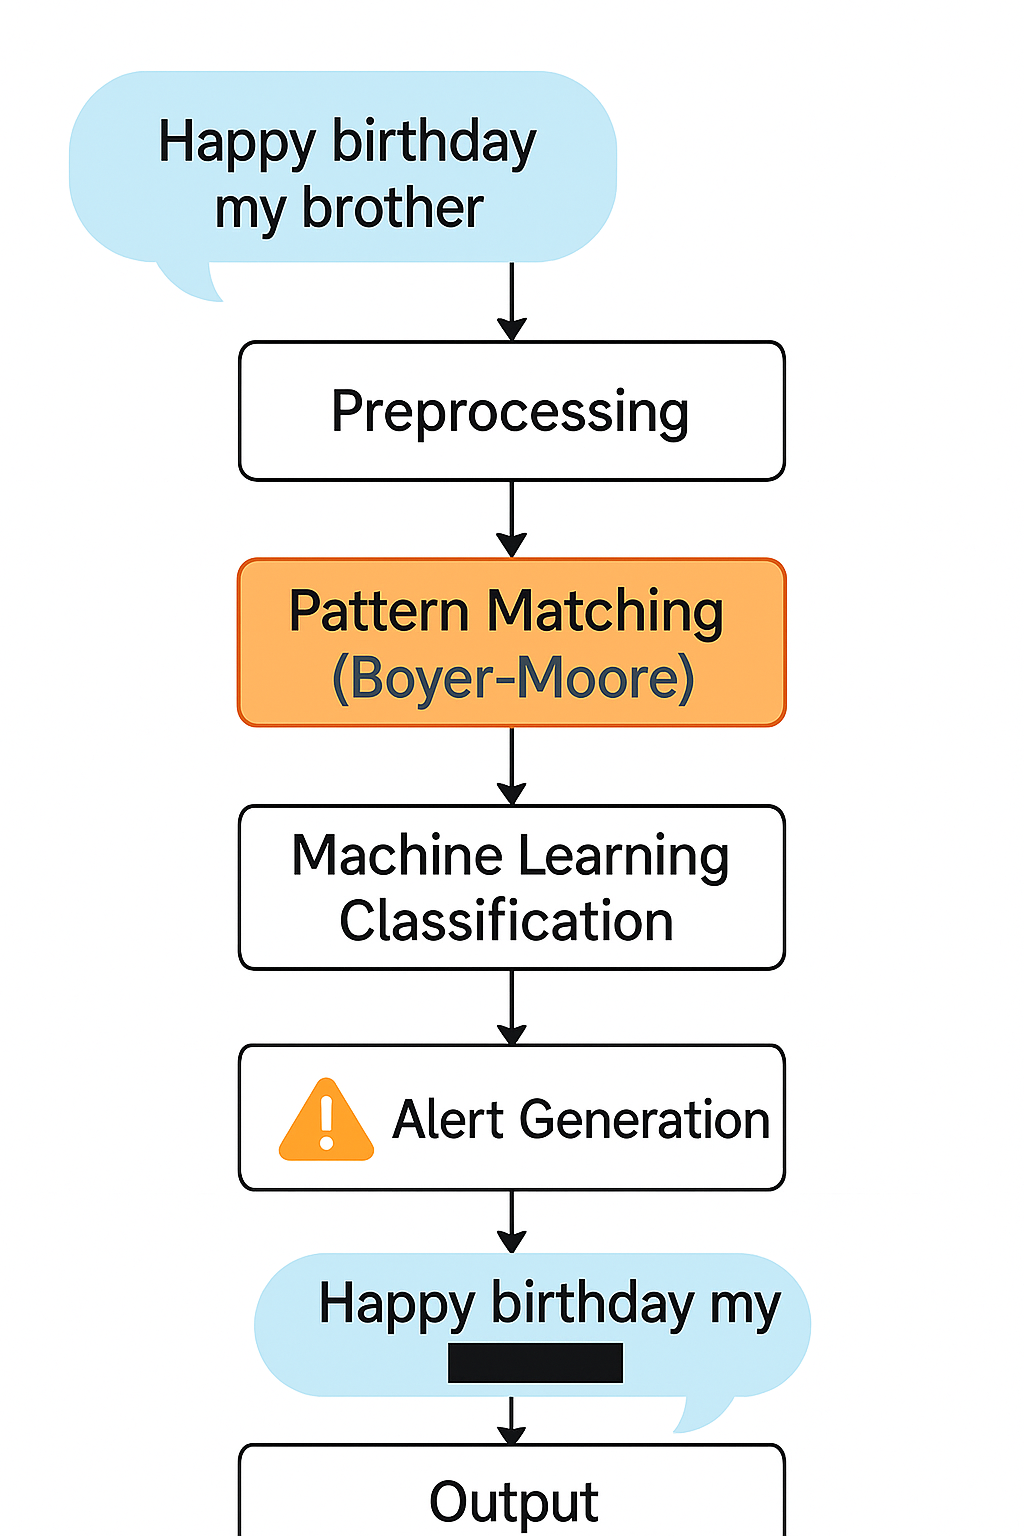 Happy birthday
my brother
Preprocessing
Pattern Matching
(Boyer-Moore)
Machine Learning
Classification
Alert Generation
Happy birthday my
Output